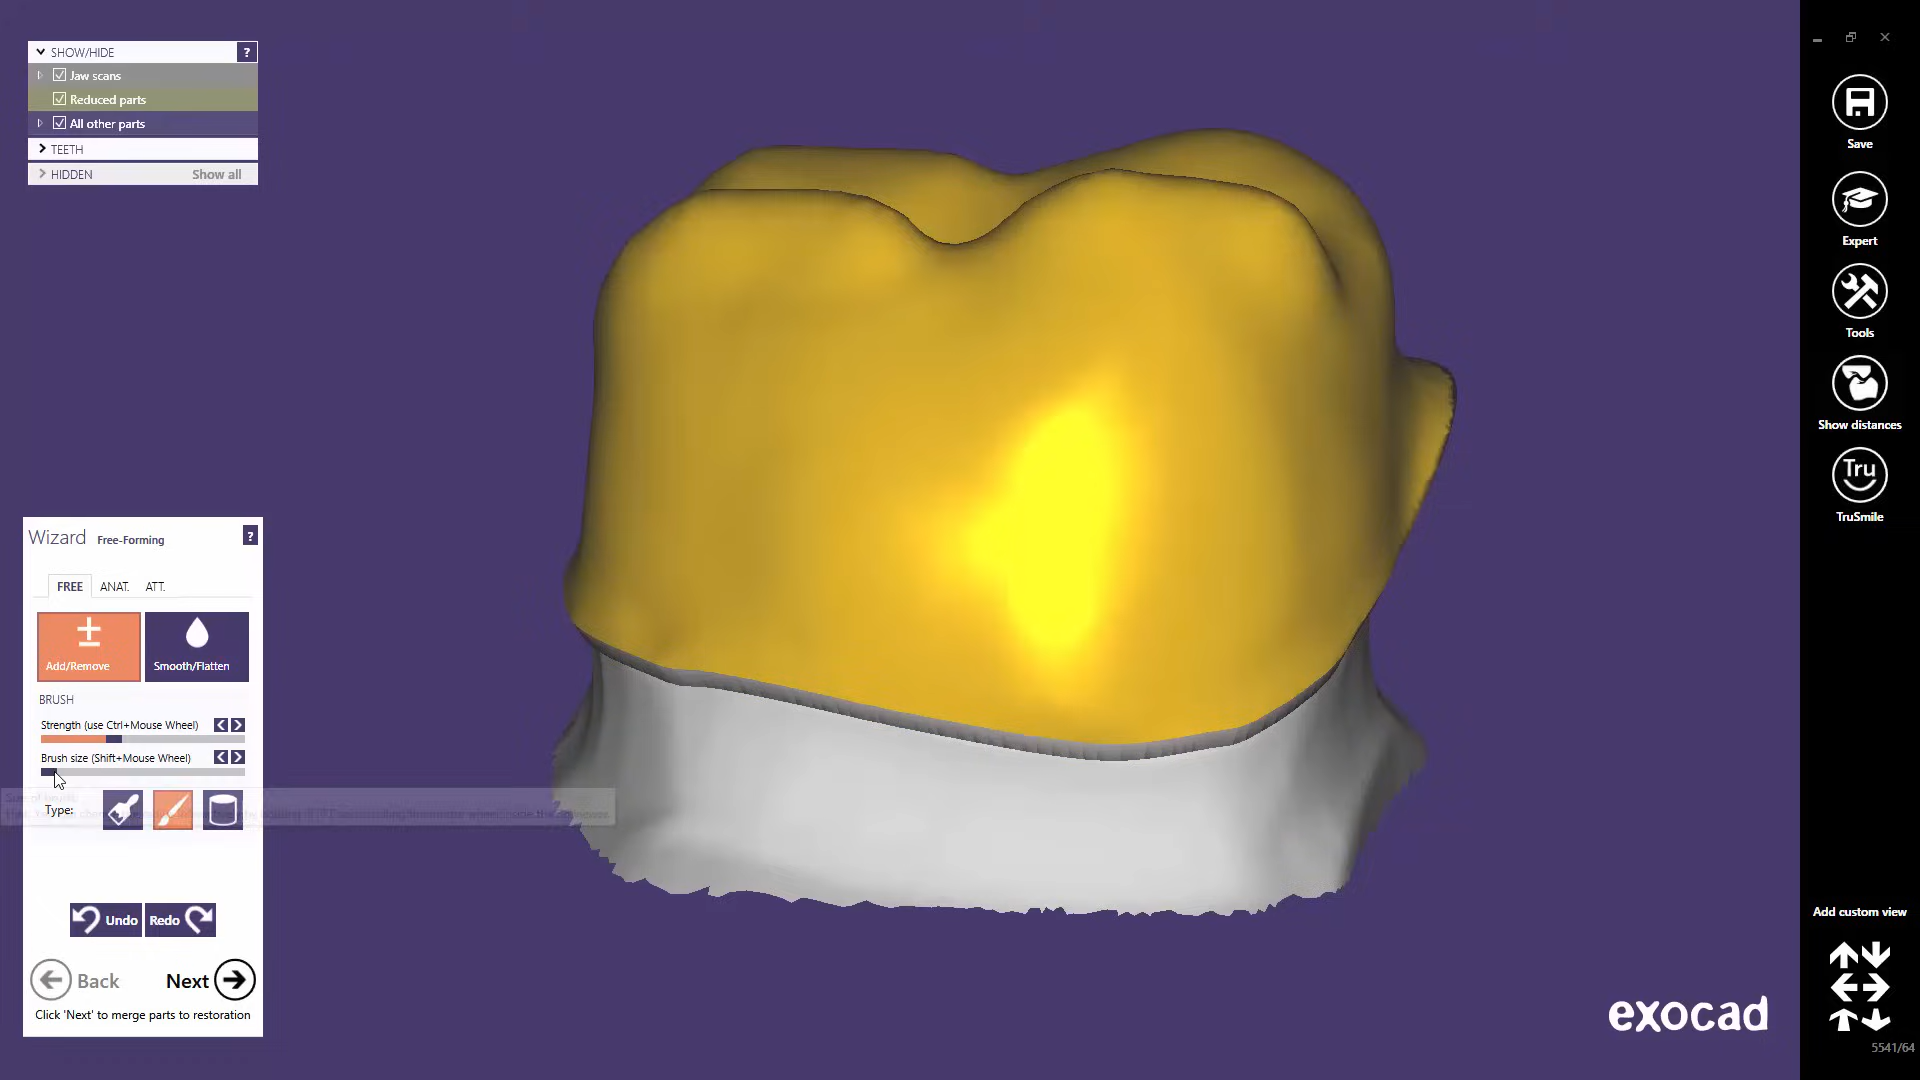 SHOW/HIDE ?
Jaw scans
Reduced parts
All other parts
TEETH
HIDDEN Show all
Wizard Free-Forming ?
FREE ANAT. ATT.
Add/Remove Smooth/Flatten
BRUSH
Strength (use Ctrl+Mouse Wheel)
Brush size (Shift+Mouse Wheel)
Type:
Undo Redo
Back Next
Click 'Next' to merge parts to restoration
Save
Expert
Tools
Show distances
Tru
TruSmile
Add custom view
exocad
5541/64